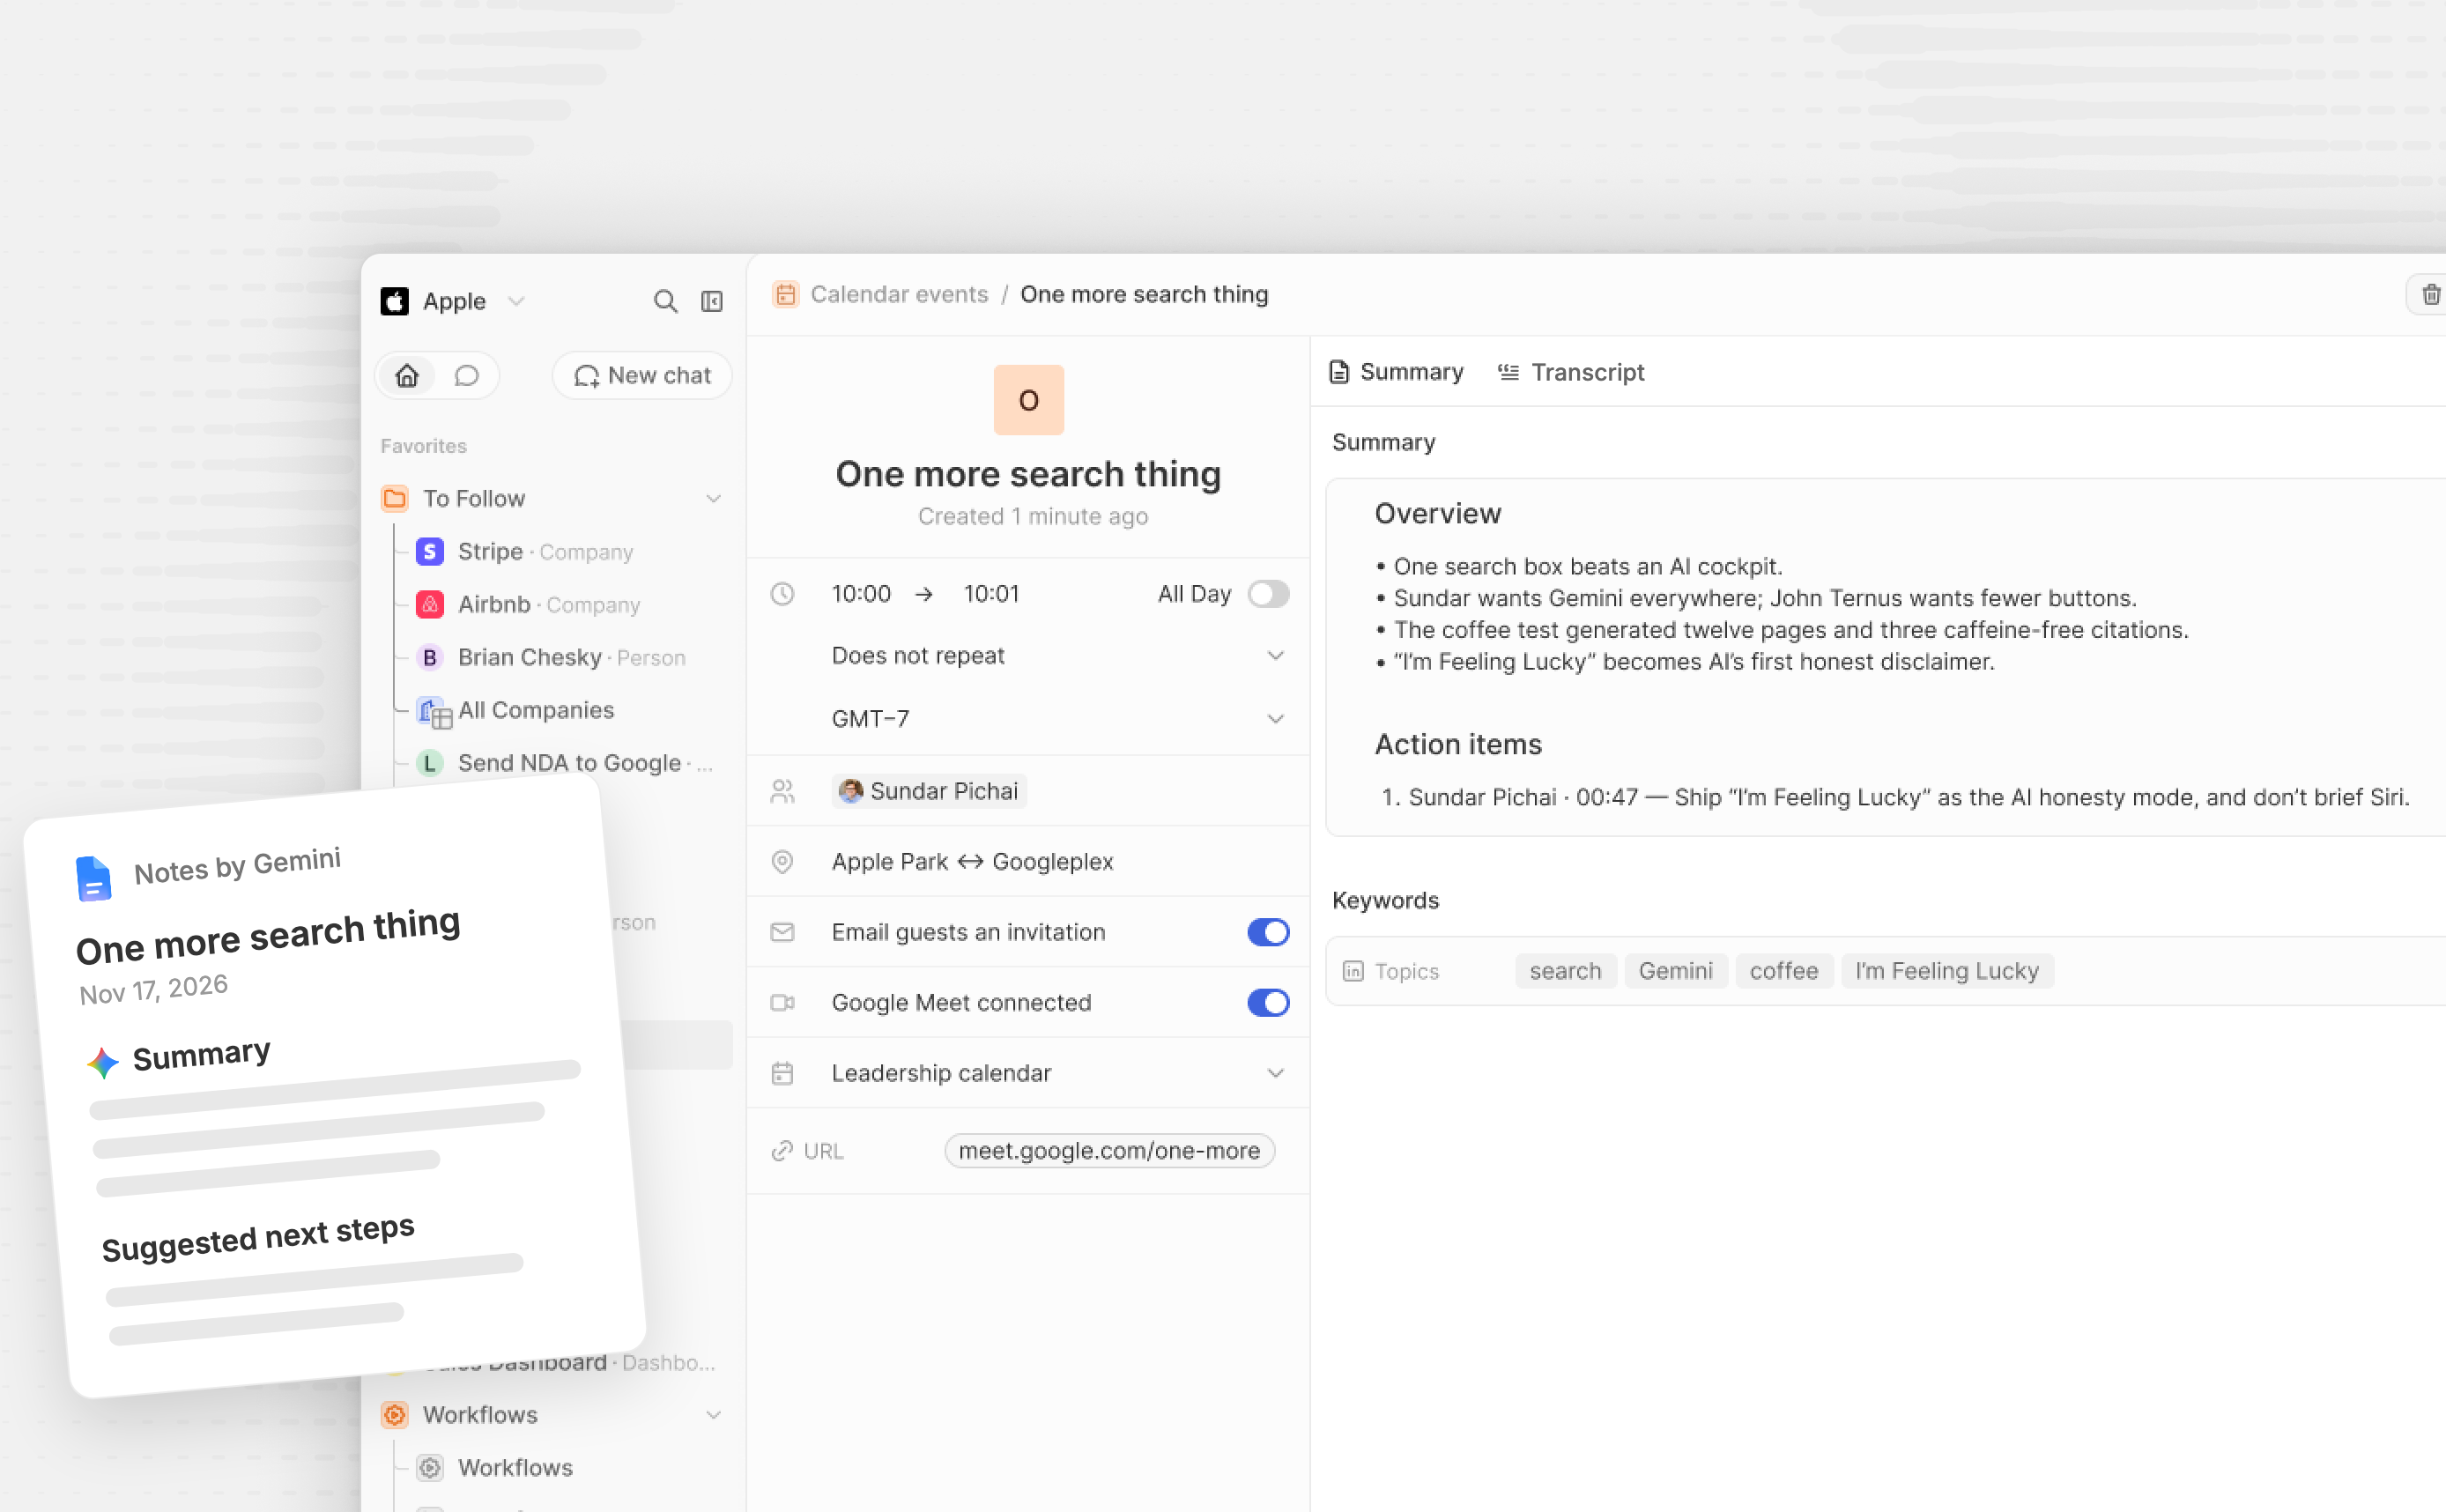 Apple
New chat
Favorites
To Follow
Stripe · Company
Airbnb · Company
B
Brian Chesky · Person
All Companies
L
Send NDA to Google · ...
rson
Dashboard · Dashbo...
Workflows
Workflows
Notes by Gemini
One more search thing
Nov 17, 2026
Summary
Suggested next steps
Calendar events / One more search thing
O
One more search thing
Created 1 minute ago
10:00 → 10:01 All Day
Does not repeat
GMT−7
Sundar Pichai
Apple Park ↔ Googleplex
Email guests an invitation
Google Meet connected
Leadership calendar
URL meet.google.com/one-more
Summary Transcript
Summary
Overview
• One search box beats an AI cockpit.
• Sundar wants Gemini everywhere; John Ternus wants fewer buttons.
• The coffee test generated twelve pages and three caffeine-free citations.
• “I’m Feeling Lucky” becomes AI’s first honest disclaimer.
Action items
1. Sundar Pichai · 00:47 — Ship “I’m Feeling Lucky” as the AI honesty mode, and don’t brief Siri.
Keywords
Topics search Gemini coffee I’m Feeling Lucky